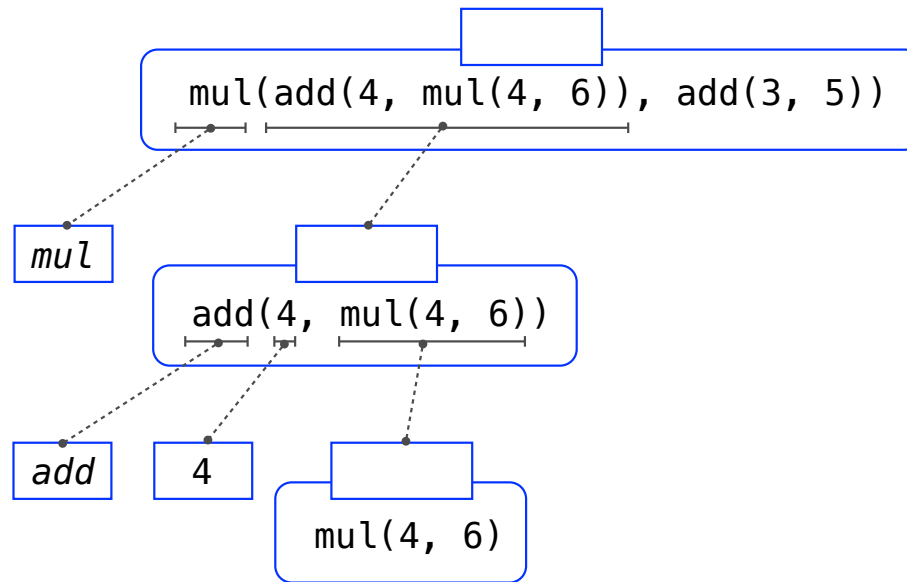 mul(add(4, mul(4, 6)), add(3, 5))
mul
add(4, mul(4, 6))
add
4
mul(4, 6)